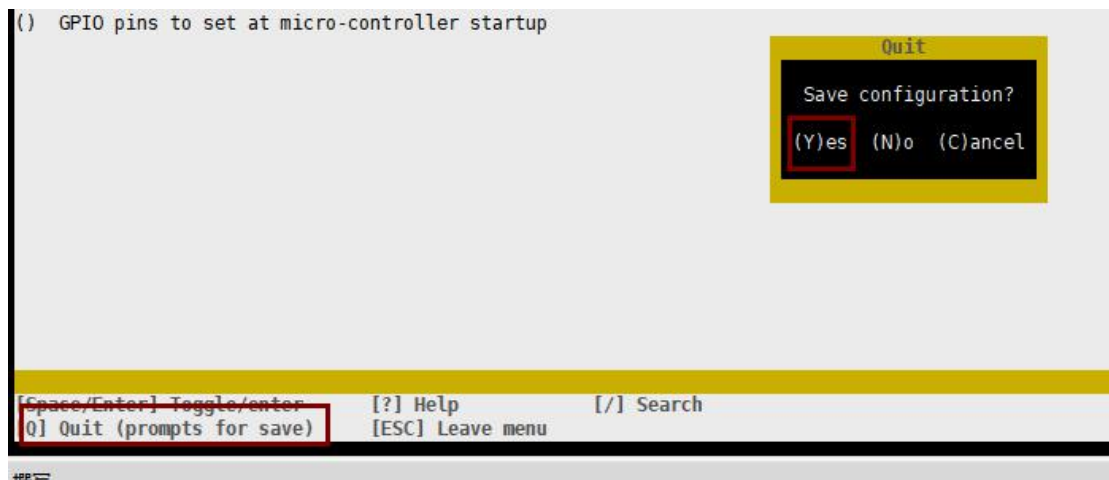 () GPIO pins to set at micro-controller startup
Quit
Save configuration?
(Y)es (N)o (C)ancel
[Space/Enter] Toggle/enter [?] Help [/] Search
[Q] Quit (prompts for save) [ESC] Leave menu